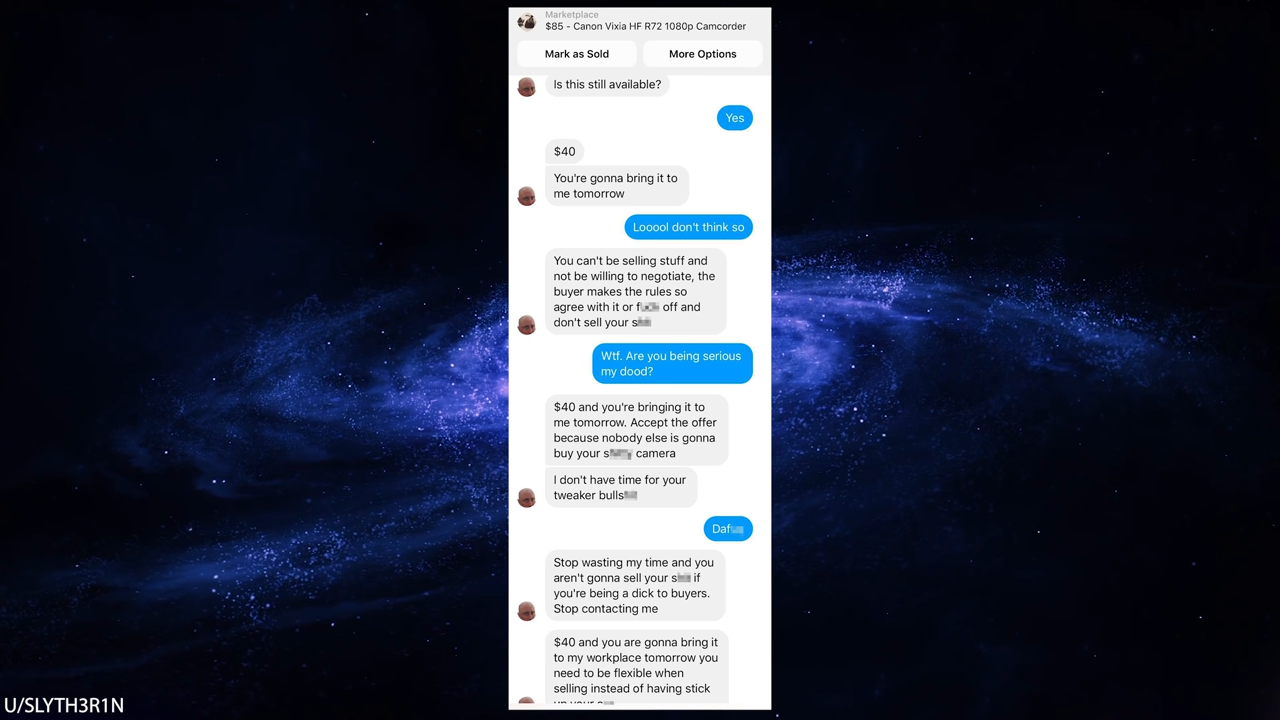 Marketplace
$85 - Canon Vixia HF R72 1080p Camcorder
Mark as Sold
More Options
Is this still available?
Yes
$40
You're gonna bring it to
me tomorrow
Looool don't think so
You can't be selling stuff and
not be willing to negotiate, the
buyer makes the rules so
agree with it or f off and
don't sell your s
Wtf. Are you being serious
my dood?
$40 and you're bringing it to
me tomorrow. Accept the offer
because nobody else is gonna
buy your s camera
I don't have time for your
tweaker bulls
Daf
Stop wasting my time and you
aren't gonna sell your s if
you're being a dick to buyers.
Stop contacting me
$40 and you are gonna bring it
to my workplace tomorrow you
need to be flexible when
selling instead of having stick
up your
U/SLYTH3R1N